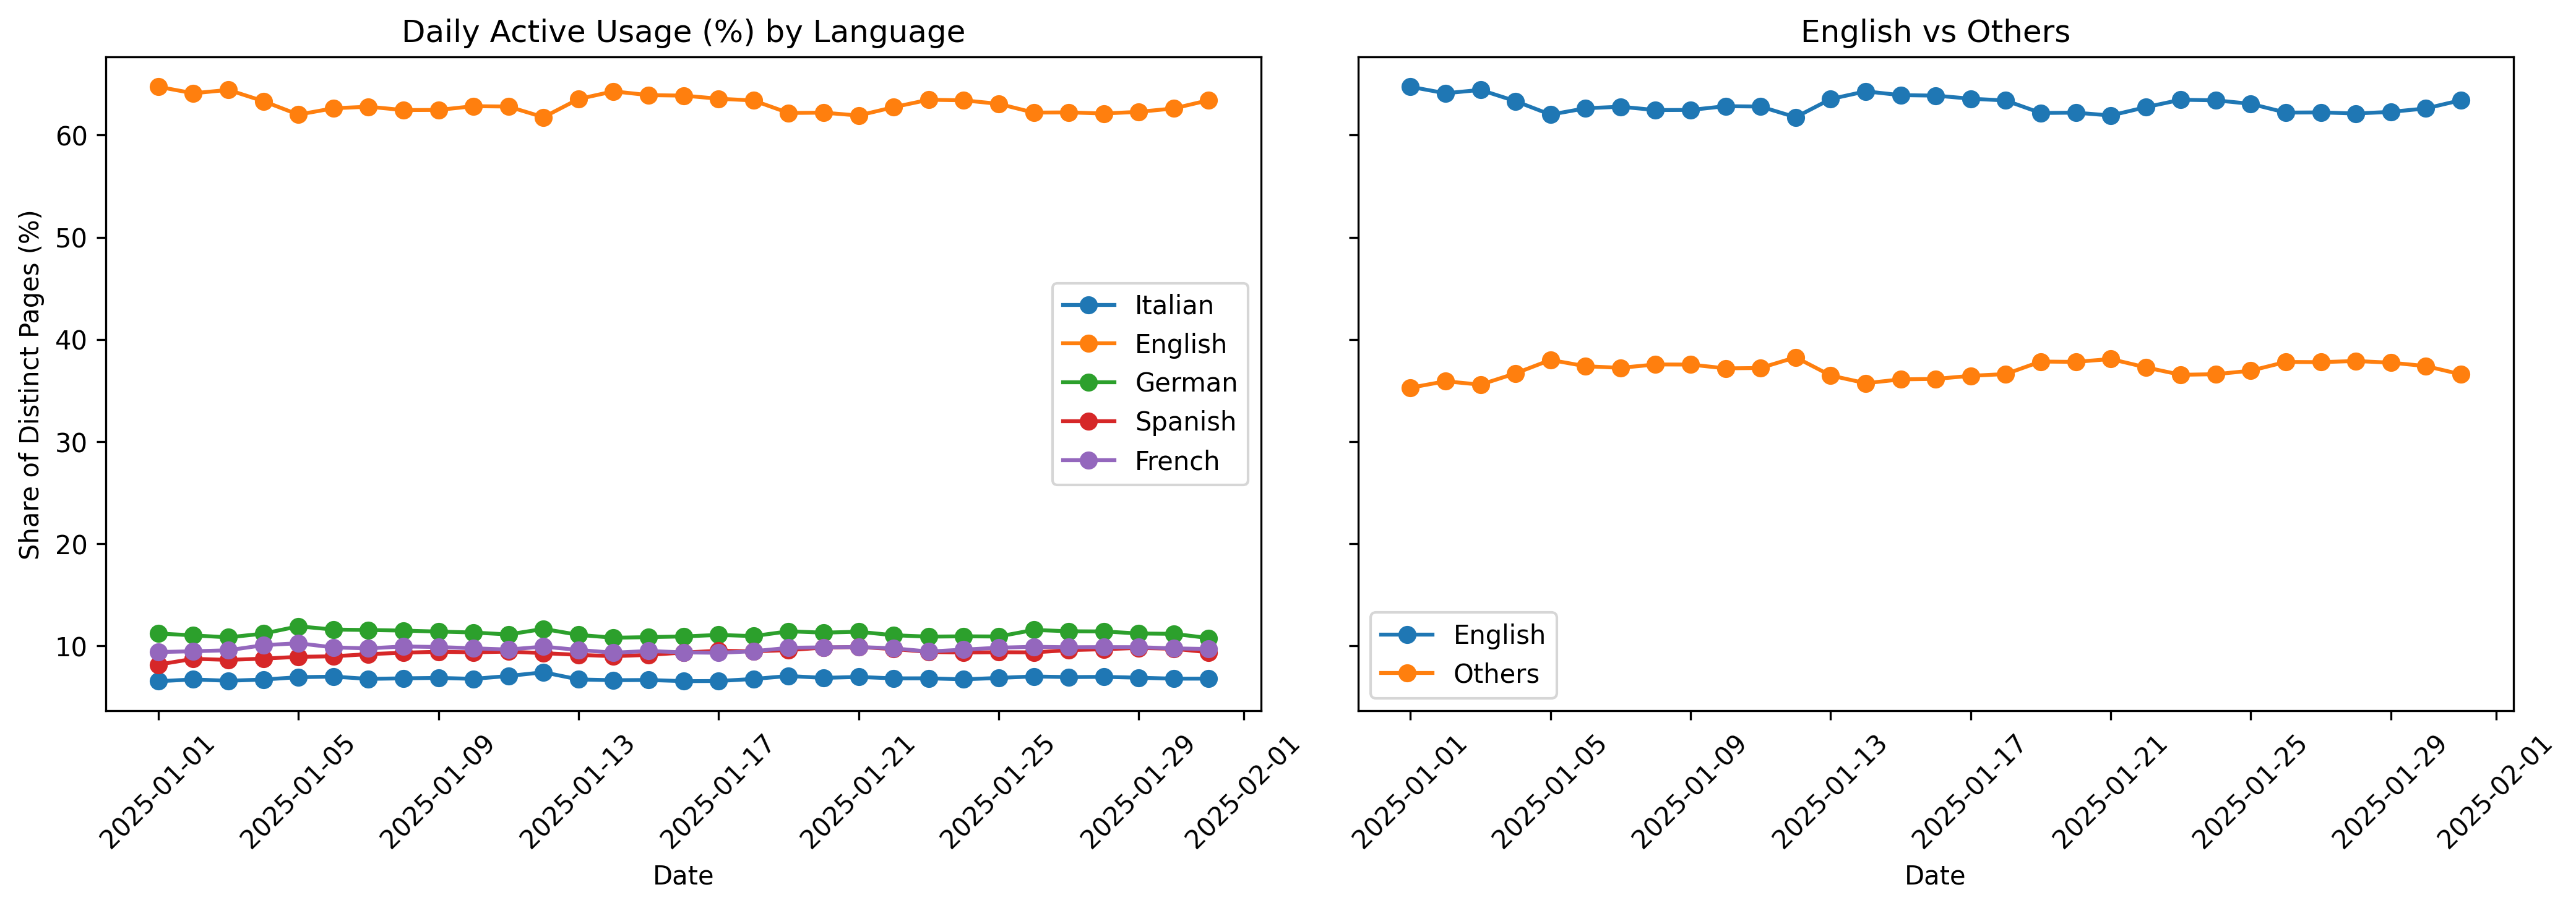 Daily Active Usage (%) by Language
Share of Distinct Pages (%)
60
50
40
30
20
10
Italian
English
German
Spanish
French
2025-01-01
2025-01-05
2025-01-09
2025-01-13
2025-01-17
2025-01-21
2025-01-25
2025-01-29
2025-02-01
Date
English vs Others
English
Others
2025-01-01
2025-01-05
2025-01-09
2025-01-13
2025-01-17
2025-01-21
2025-01-25
2025-01-29
2025-02-01
Date